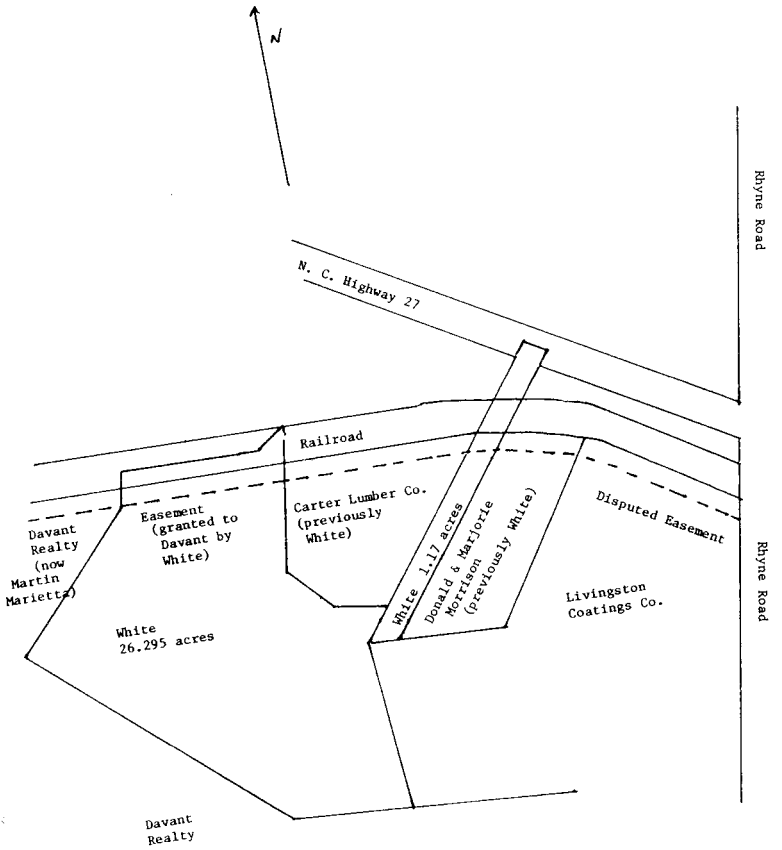 N
Rhyne Road
N. C. Highway 27
Railroad
Easement
(granted to
Davant by
White)
Carter Lumber Co.
(previously
White)
White 1.17 acres
Donald & Marjorie
Morrison
(previously White)
Disputed Easement
Davant
Realty
(now
Martin
Marietta)
White
26.295 acres
Livingston
Coatings Co.
Rhyne Road
Davant
Realty